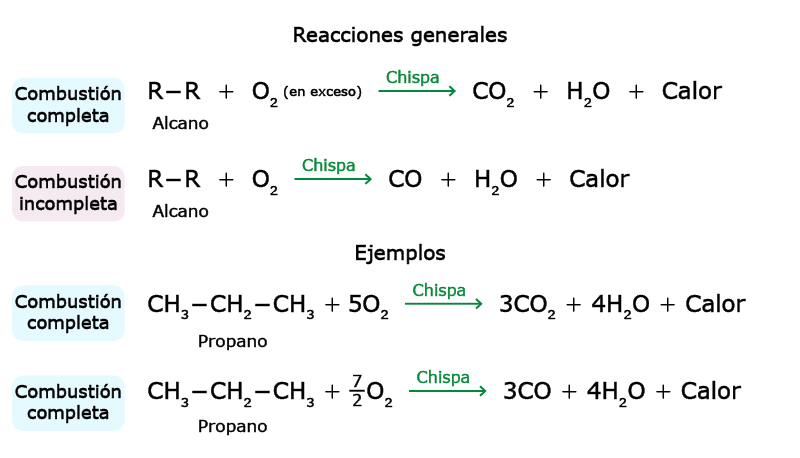 Reacciones generales
Combustión completa
R–R + O₂ (en exceso) Chispa → CO₂ + H₂O + Calor
Alcano
Combustión incompleta
R–R + O₂ Chispa → CO + H₂O + Calor
Alcano
Ejemplos
Combustión completa
CH₃–CH₂–CH₃ + 5O₂ Chispa → 3CO₂ + 4H₂O + Calor
Propano
Combustión completa
CH₃–CH₂–CH₃ + 7/2 O₂ Chispa → 3CO + 4H₂O + Calor
Propano